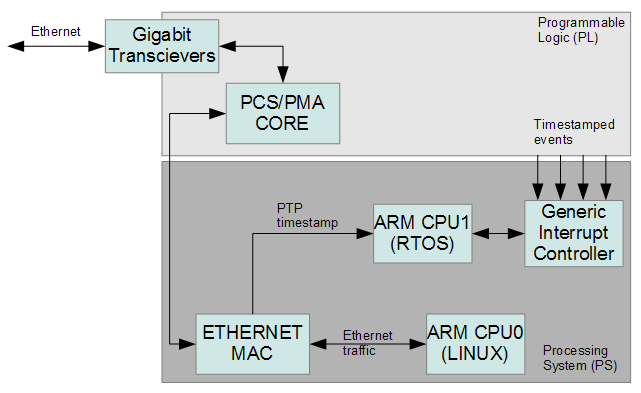 Ethernet
Gigabit
Transcievers
Programmable
Logic (PL)
PCS/PMA
CORE
Timestamped
events
PTP
timestamp
ARM CPU1
(RTOS)
Generic
Interrupt
Controller
ETHERNET
MAC
Ethernet
traffic
ARM CPU0
(LINUX)
Processing
System (PS)